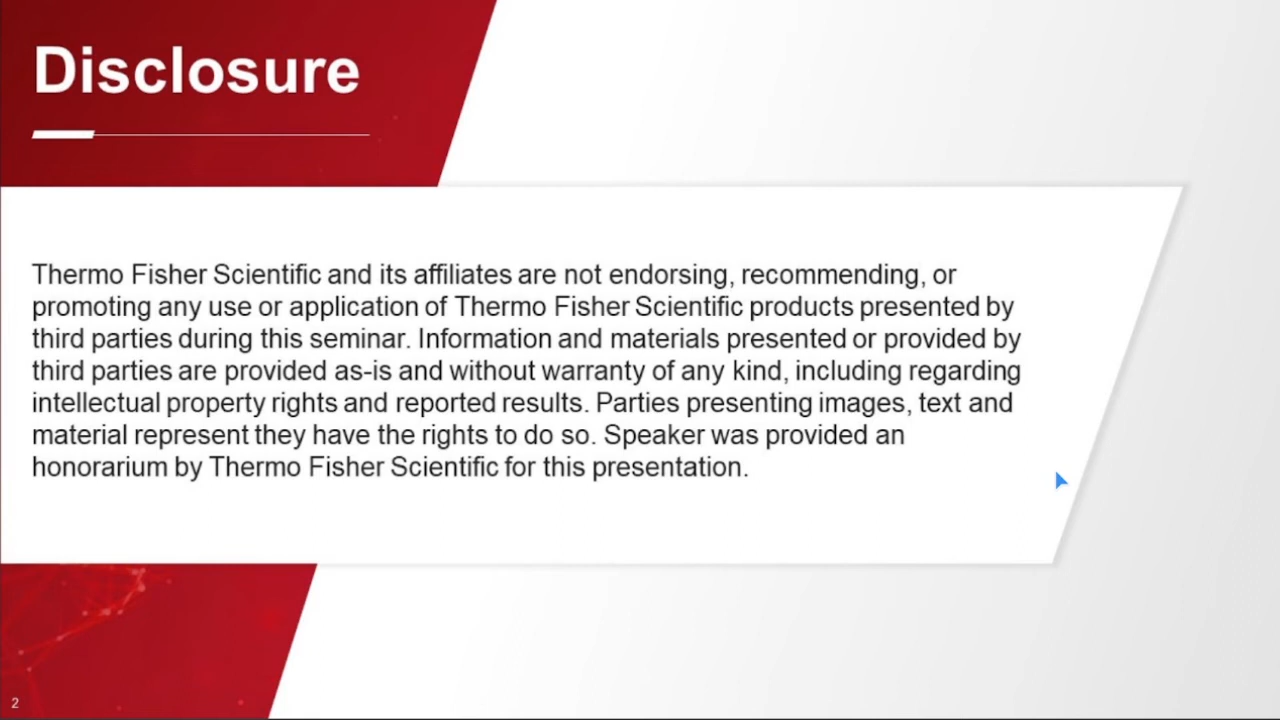 Disclosure
Thermo Fisher Scientific and its affiliates are not endorsing, recommending, or
promoting any use or application of Thermo Fisher Scientific products presented by
third parties during this seminar. Information and materials presented or provided by
third parties are provided as-is and without warranty of any kind, including regarding
intellectual property rights and reported results. Parties presenting images, text and
material represent they have the rights to do so. Speaker was provided an
honorarium by Thermo Fisher Scientific for this presentation.
2